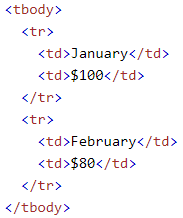 <tbody>
  <tr>
    <td>January</td>
    <td>$100</td>
  </tr>
  <tr>
    <td>February</td>
    <td>$80</td>
  </tr>
</tbody>